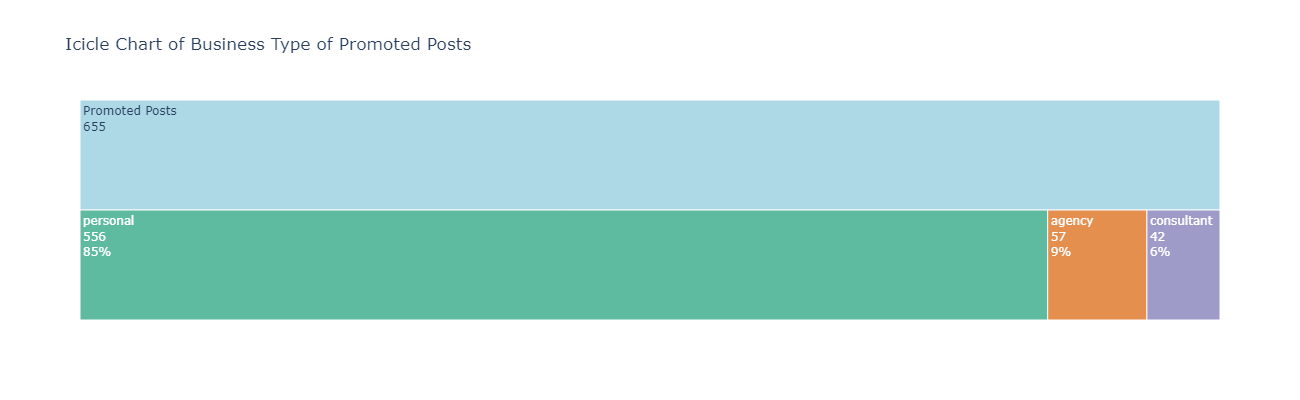 Icicle Chart of Business Type of Promoted Posts
Promoted Posts
655
personal
556
85%
agency
57
9%
consultant
42
6%